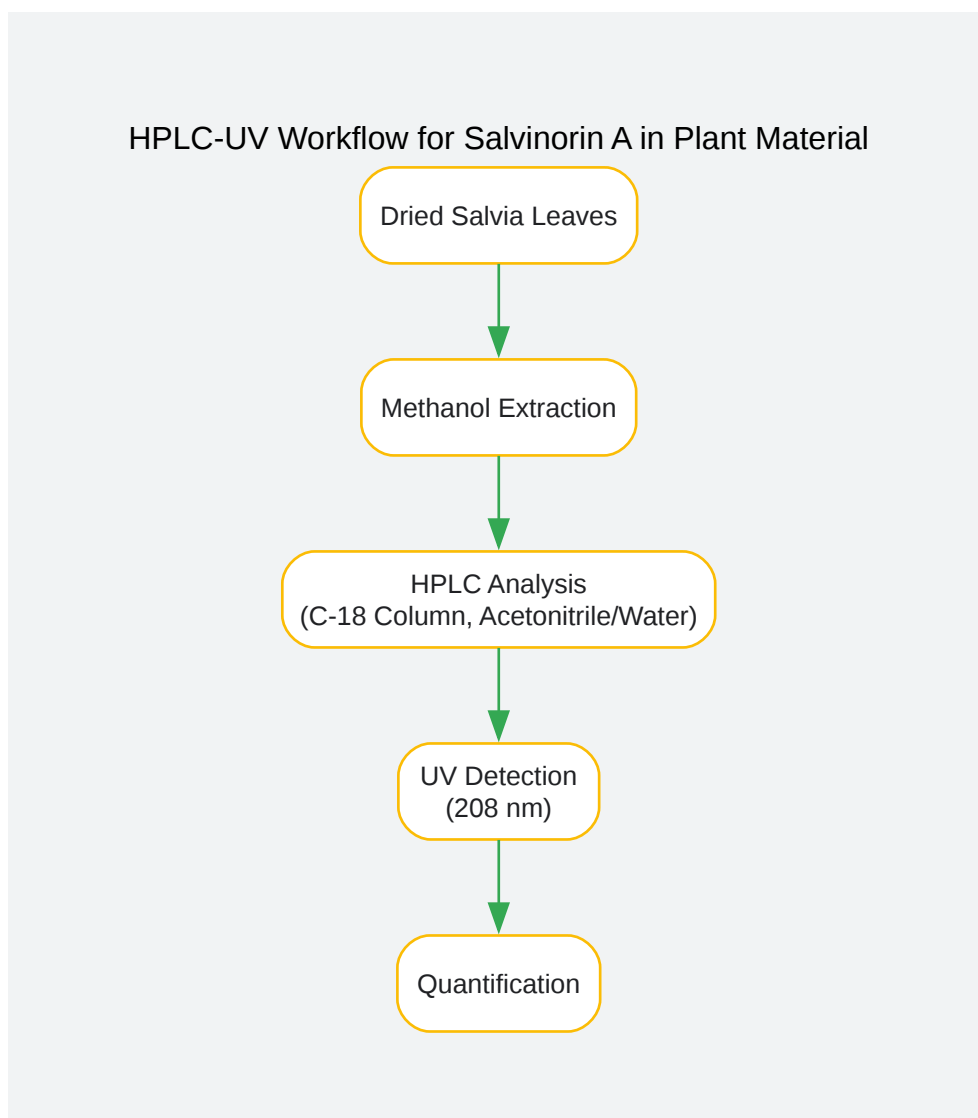 HPLC-UV Workflow for Salvinorin A in Plant Material
Dried Salvia Leaves
Methanol Extraction
HPLC Analysis
(C-18 Column, Acetonitrile/Water)
UV Detection
(208 nm)
Quantification